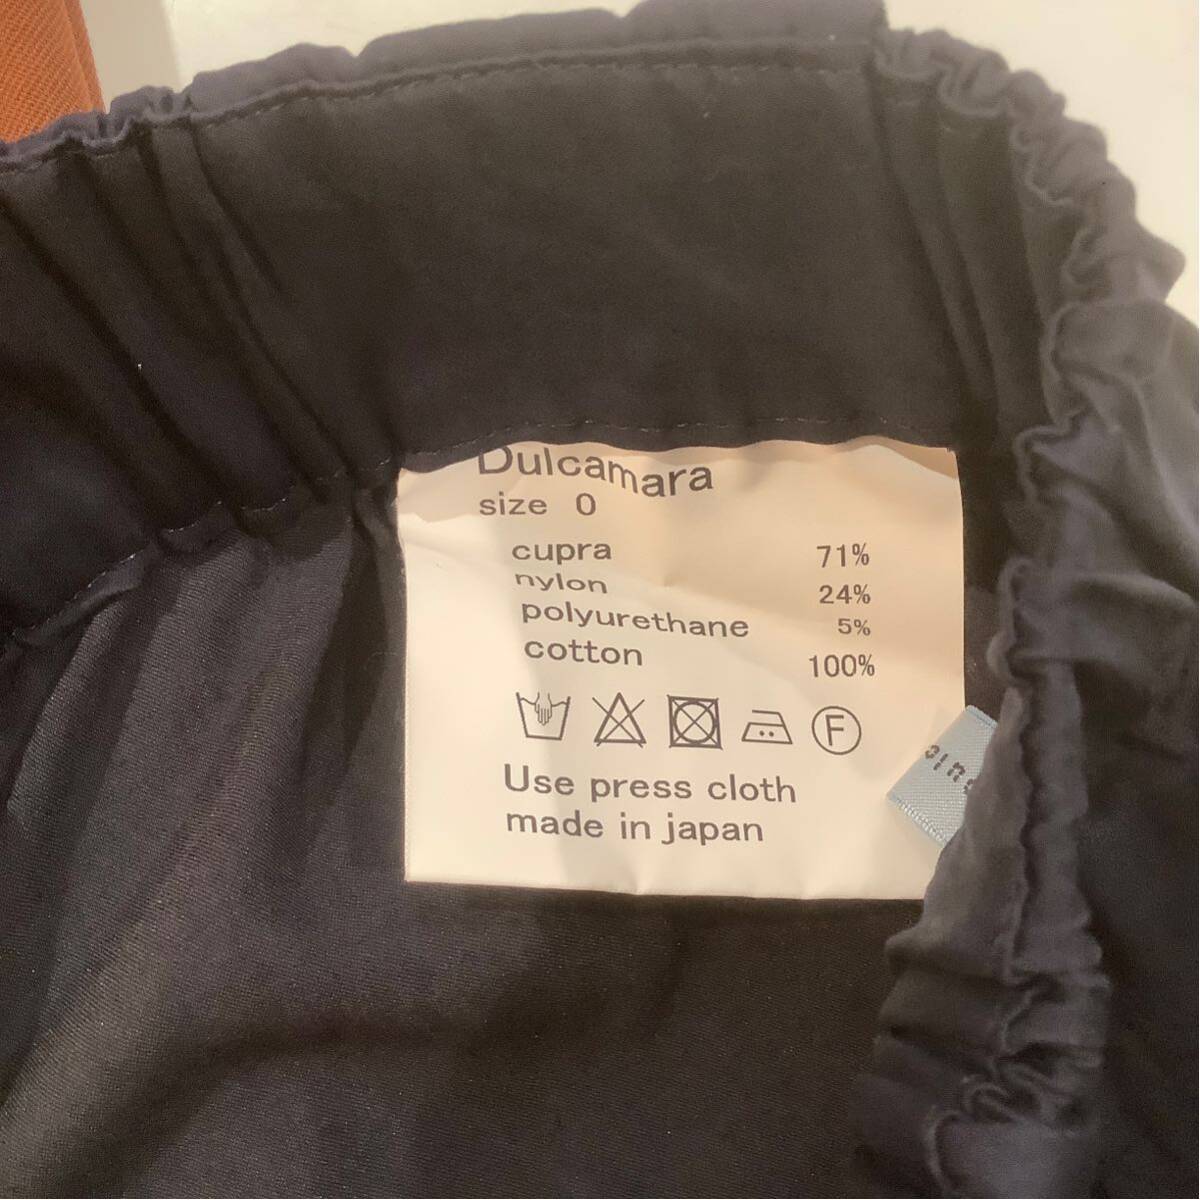 Dulcamara
size 0
cupra 71%
nylon 24%
polyurethane 5%
cotton 100%
F
Use press cloth
made in japan